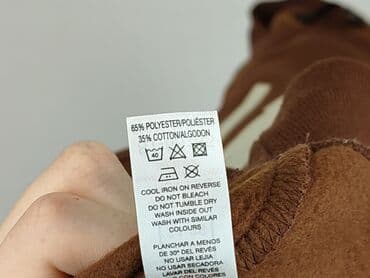 65% POLYESTER/POLIÉSTER
35% COTTON/ALGODON
40
COOL IRON ON REVERSE
DO NOT BLEACH
DO NOT TUMBLE DRY
WASH INSIDE OUT
WASH WITH SIMILAR
COLOURS
PLANCHAR A MENOS
DE 30° DEL REVÉS
NO USAR LEJIA
NO USAR SECADORA
LAVAR DEL REVÉS